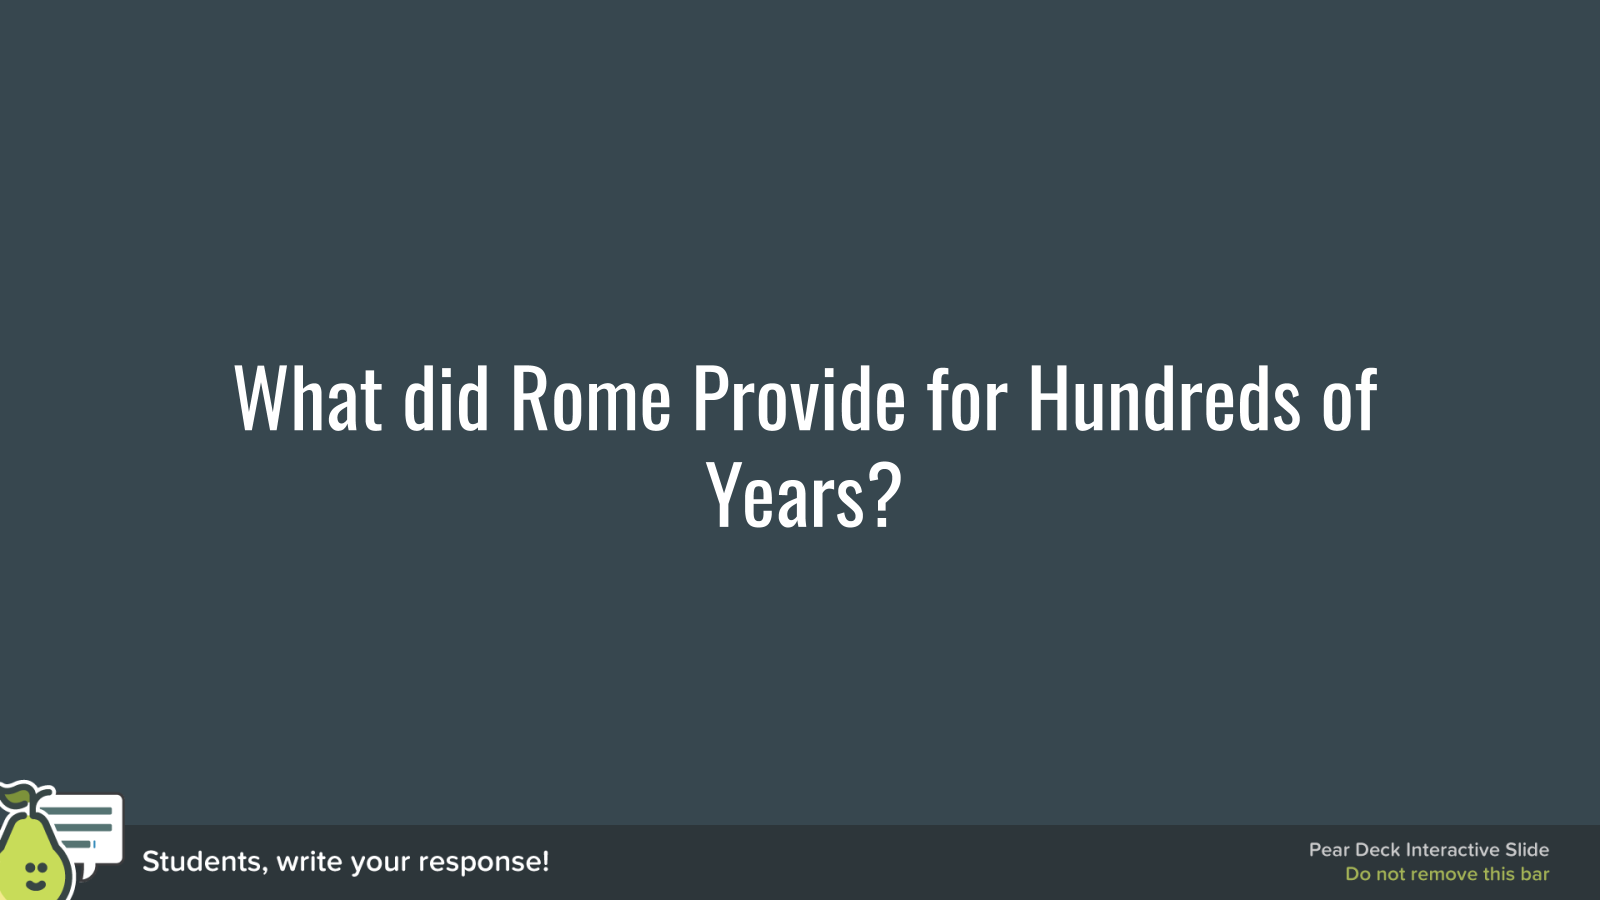 What did Rome Provide for Hundreds of
Years?
Students, write your response!
Pear Deck Interactive Slide
Do not remove this bar